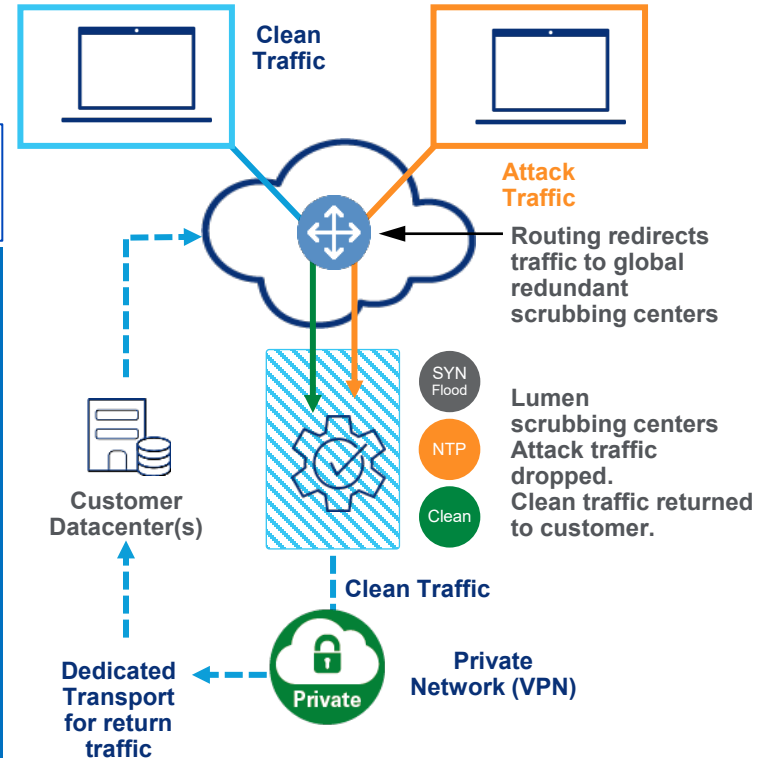 Clean
Traffic
Attack
Traffic
Routing redirects
traffic to global
redundant
scrubbing centers
SYN
Flood
NTP
Clean
Lumen
scrubbing centers
Attack traffic
dropped.
Clean traffic returned
to customer.
Customer
Datacenter(s)
Clean Traffic
Private
Private
Network (VPN)
Dedicated
Transport
for return
traffic